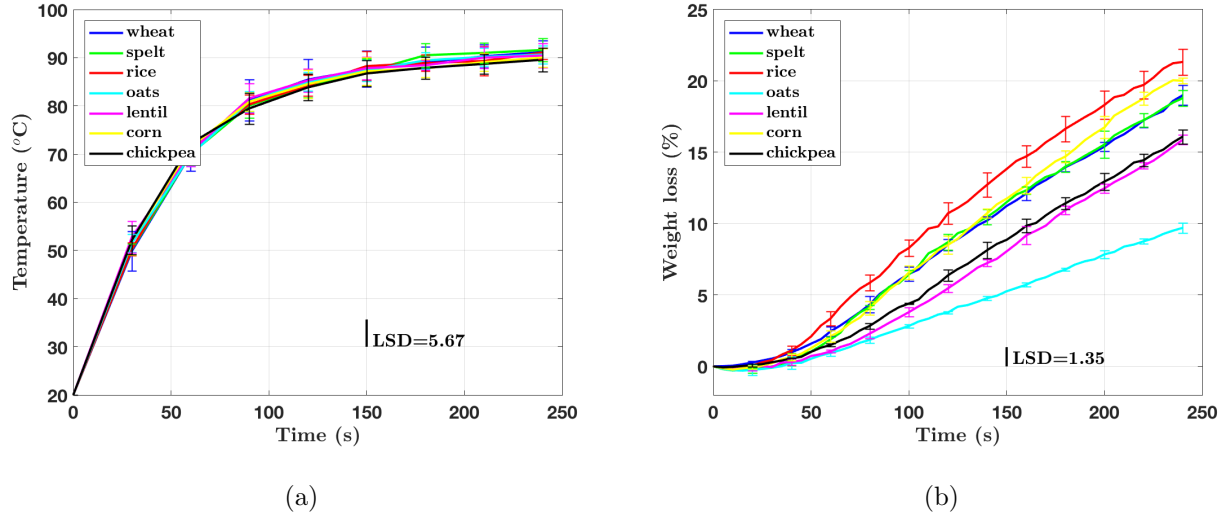 100
90
80
70
60
50
40
30
20
0
50
100
150
200
250
Temperature (°C)
Time (s)
wheat
spelt
rice
oats
lentil
corn
chickpea
LSD=5.67
(a)
25
20
15
10
5
0
0
50
100
150
200
250
Weight loss (%)
Time (s)
wheat
spelt
rice
oats
lentil
corn
chickpea
LSD=1.35
(b)